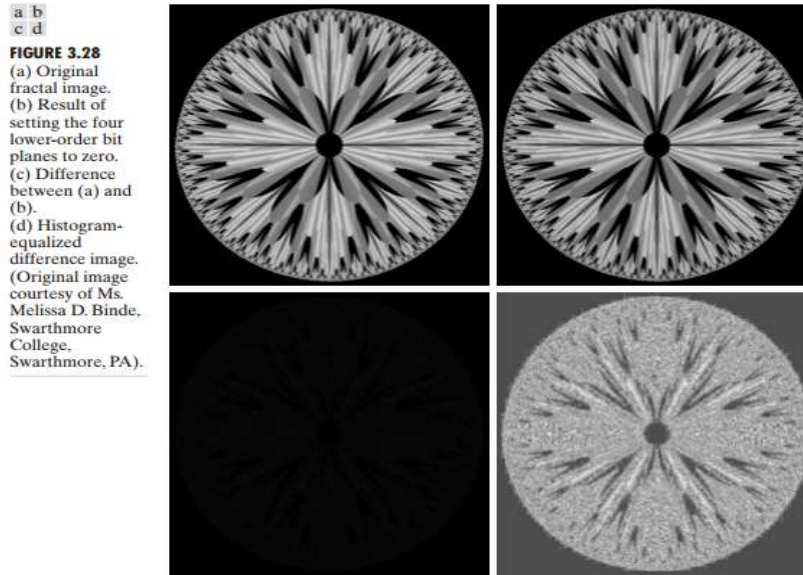 a b
c d
FIGURE 3.28
(a) Original
fractal image.
(b) Result of
setting the four
lower-order bit
planes to zero.
(c) Difference
between (a) and
(b).
(d) Histogram-
equalized
difference image.
(Original image
courtesy of Ms.
Melissa D. Binde,
Swarthmore
College,
Swarthmore, PA).